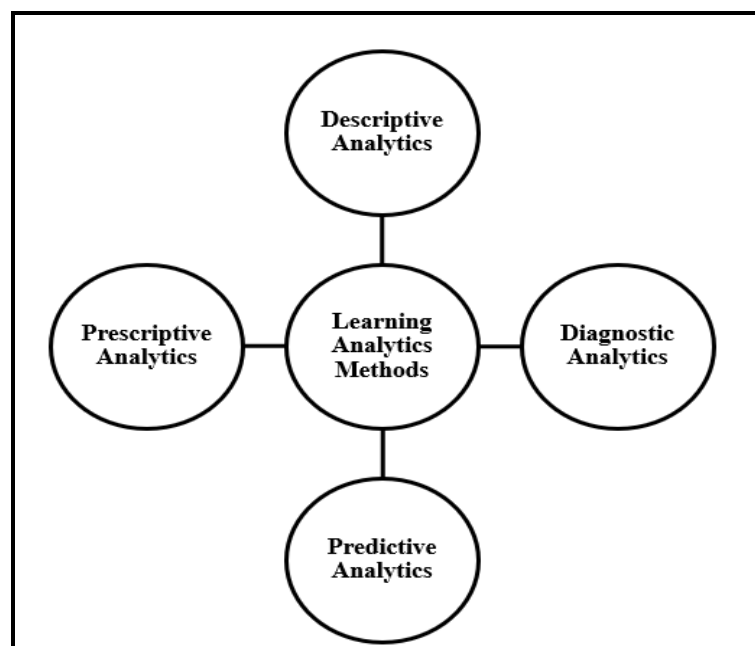 Descriptive
Analytics
Prescriptive
Analytics
Learning
Analytics
Methods
Diagnostic
Analytics
Predictive
Analytics